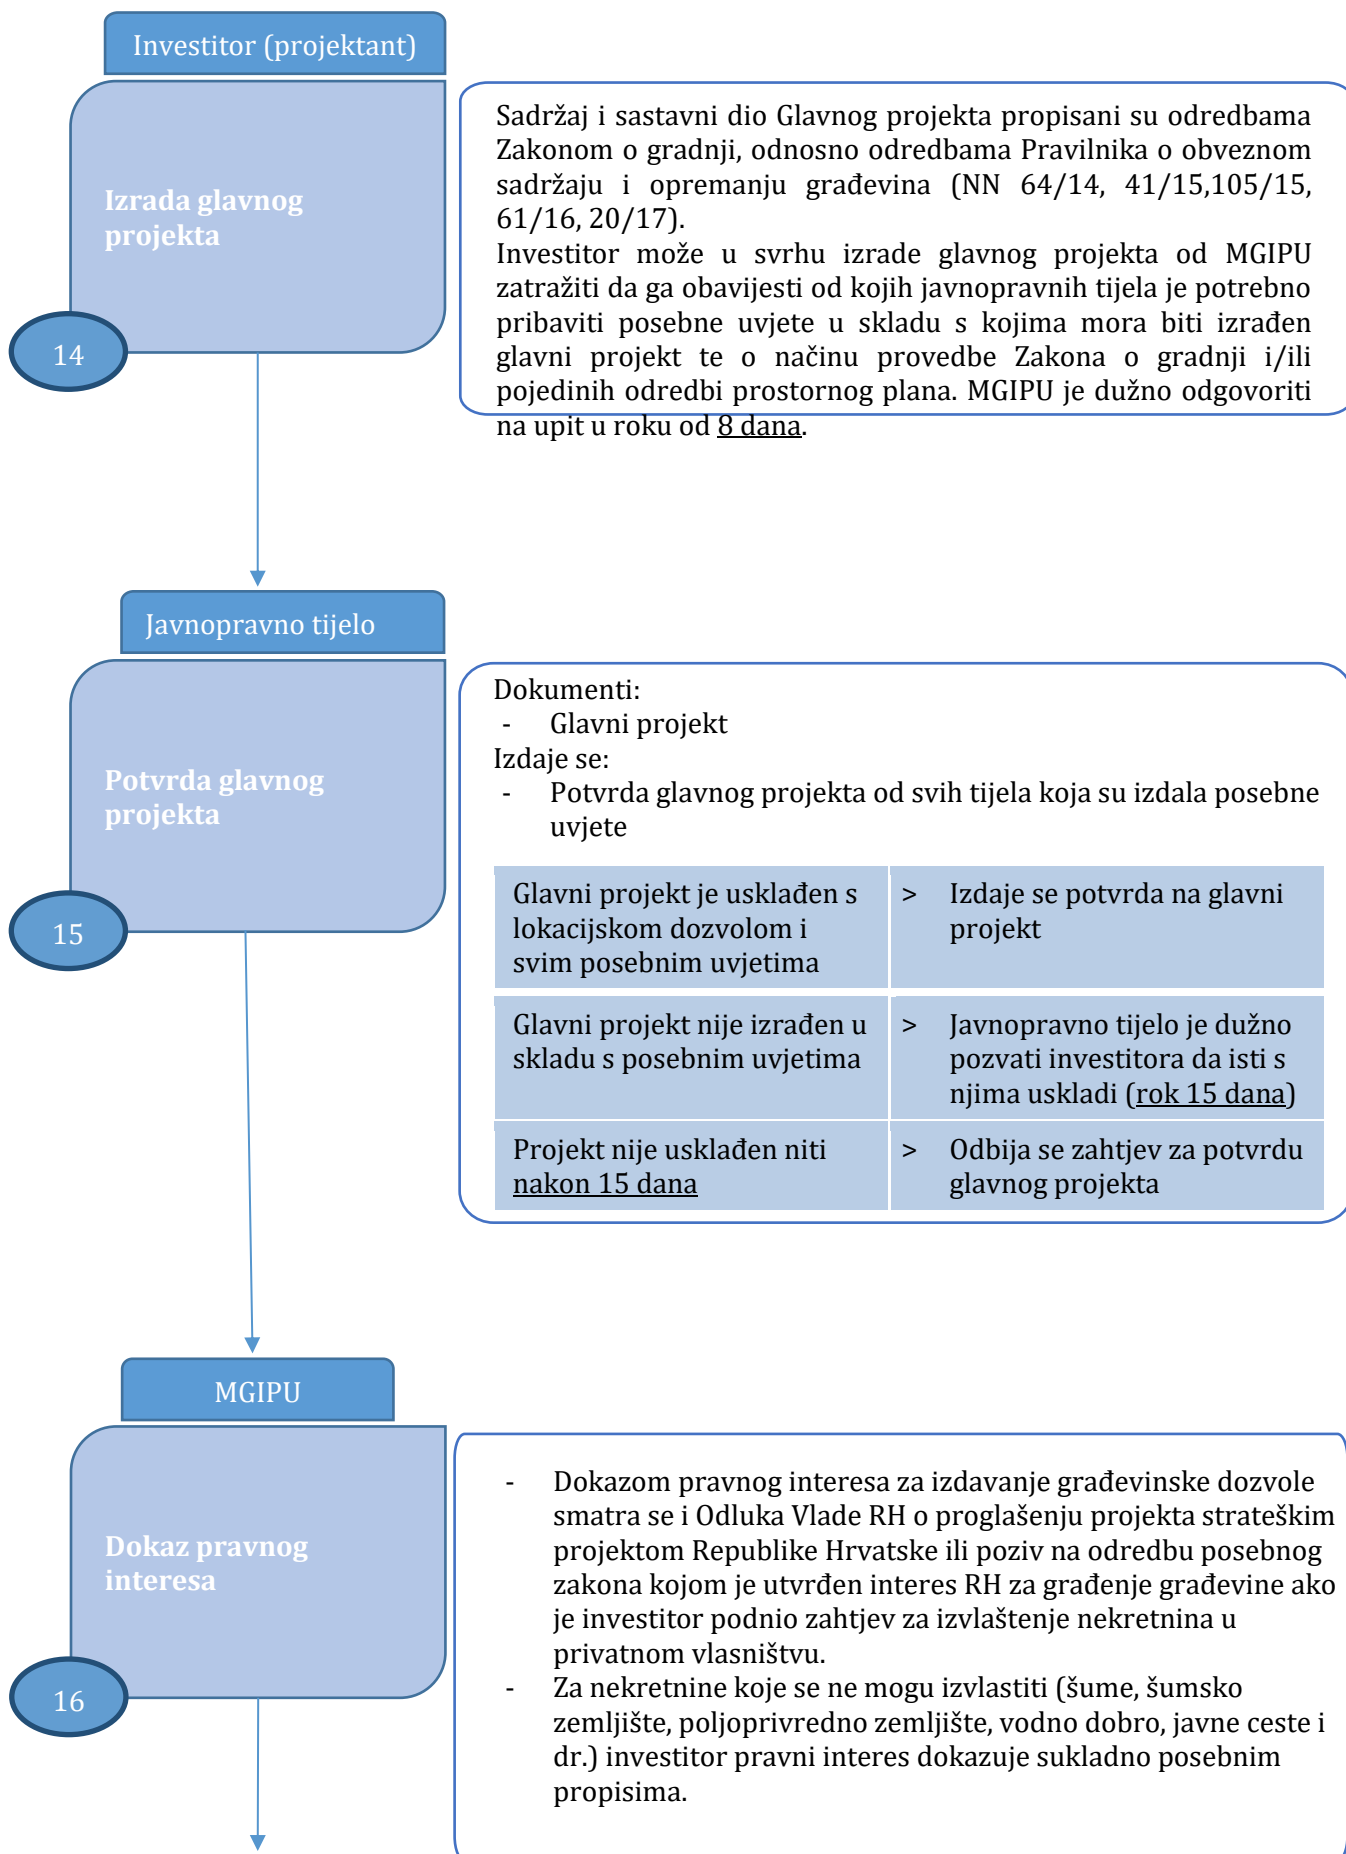 Investitor (projektant)
Izrada glavnog
projekta
14
Sadržaj i sastavni dio Glavnog projekta propisani su odredbama
Zakonom o gradnji, odnosno odredbama Pravilnika o obveznom
sadržaju i opremanju građevina (NN 64/14, 41/15,105/15,
61/16, 20/17).
Investitor može u svrhu izrade glavnog projekta od MGIPU
zatražiti da ga obavijesti od kojih javnopravnih tijela je potrebno
pribaviti posebne uvjete u skladu s kojima mora biti izrađen
glavni projekt te o načinu provedbe Zakona o gradnji i/ili
pojedinih odredbi prostornog plana. MGIPU je dužno odgovoriti
na upit u roku od 8 dana.
Javnopravno tijelo
Potvrda glavnog
projekta
15
Dokumenti:
- Glavni projekt
Izdaje se:
- Potvrda glavnog projekta od svih tijela koja su izdala posebne
uvjete
Glavni projekt je usklađen s
lokacijskom dozvolom i
svim posebnim uvjetima
> Izdaje se potvrda na glavni
projekt
Glavni projekt nije izrađen u
skladu s posebnim uvjetima
> Javnopravno tijelo je dužno
pozvati investitora da isti s
njima uskladi (rok 15 dana)
Projekt nije usklađen niti
nakon 15 dana
> Odbija se zahtjev za potvrdu
glavnog projekta
MGIPU
Dokaz pravnog
interesa
16
- Dokazom pravnog interesa za izdavanje građevinske dozvole
smatra se i Odluka Vlade RH o proglašenju projekta strateškim
projektom Republike Hrvatske ili poziv na odredbu posebnog
zakona kojom je utvrđen interes RH za građenje građevine ako
je investitor podnio zahtjev za izvlaštenje nekretnina u
privatnom vlasništvu.
- Za nekretnine koje se ne mogu izvlastiti (šume, šumsko
zemljište, poljoprivredno zemljište, vodno dobro, javne ceste i
dr.) investitor pravni interes dokazuje sukladno posebnim
propisima.